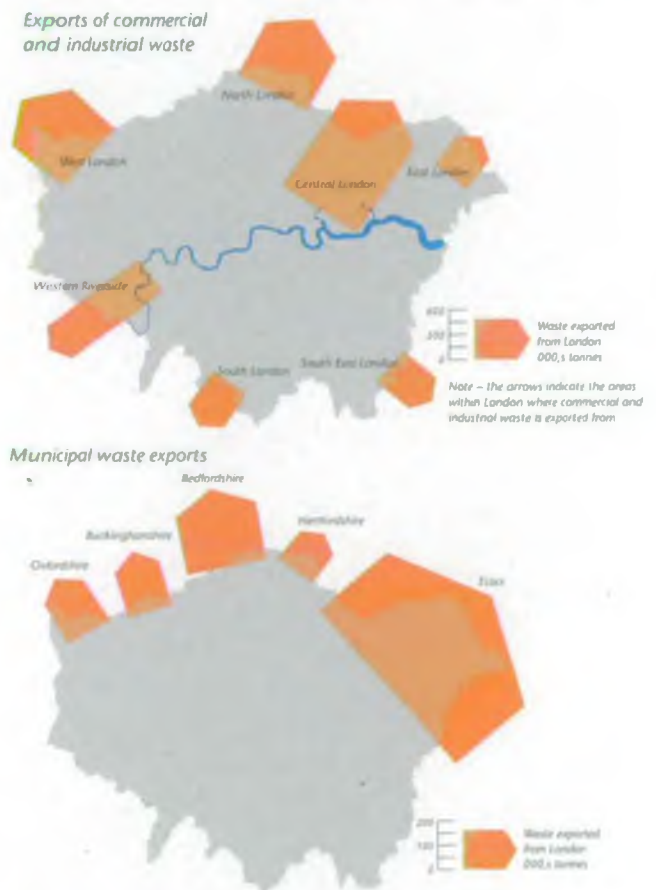 Exports of commercial
and industrial waste
North London
West London
Central London
East London
Western Riverside
South London
South East London
Waste exported
from London
000,s tonnes
Note – the arrows indicate the areas
within London where commercial and
industrial waste is exported from
Municipal waste exports
Bedfordshire
Buckinghamshire
Hertfordshire
Oxfordshire
Essex
200
100
0
Waste exported
from London
000,s tonnes